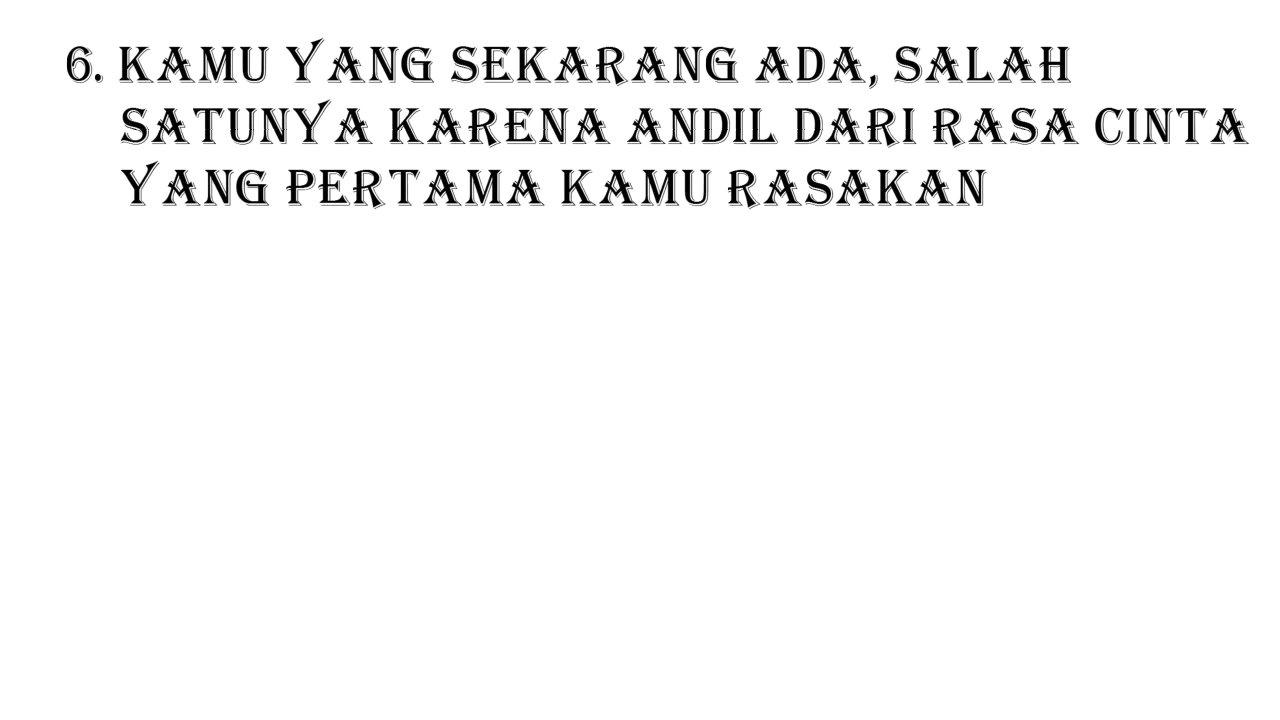 6. KAMU YANG SEKARANG ADA, SALAH
SATUNYA KARENA ANDIL DARI RASA CINTA
YANG PERTAMA KAMU RASAKAN